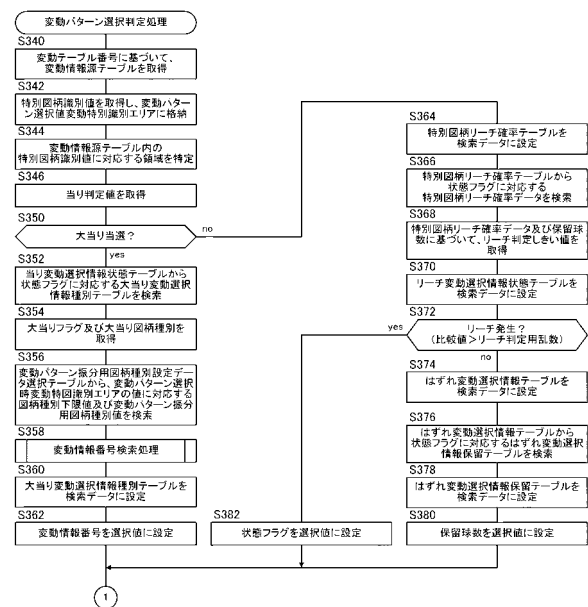 変動パターン選択判定処理
S340
変動テーブル番号に基づいて、
変動情報源テーブルを取得
S342
特別図柄識別値を取得し、変動パター
ン選択値変動特別識別エリアに格納
S344
変動情報源テーブル内の
特別図柄識別値に対応する領域を特定
S346
当り判定値を取得
S350
大当り当選？
no
yes
S352
当り変動選択情報状態テーブルから
状態フラグに対応する大当り変動選択
情報種別テーブルを検索
S354
大当りフラグ及び大当り図柄種別を
取得
S356
変動パターン振分用図柄種別設定デー
タ選択テーブルから、変動パターン選択
時変動特図識別エリアの値に対応する
図柄種別下限値及び変動パターン振分
用図柄種別値を検索
S358
変動情報番号検索処理
S360
大当り変動選択情報種別テーブルを
検索データに設定
S362
変動情報番号を選択値に設定
S364
特別図柄リーチ確率テーブルを
検索データに設定
S366
特別図柄リーチ確率テーブルから
状態フラグに対応する
特別図柄リーチ確率データを検索
S368
特別図柄リーチ確率データ及び保留球
数に基づいて、リーチ判定しきい値を
取得
S370
リーチ変動選択情報状態テーブルを
検索データに設定
S372
リーチ発生？
(比較値＞リーチ判定用乱数)
yes
no
S374
はずれ変動選択情報テーブルを
検索データに設定
S376
はずれ変動選択情報テーブルから
状態フラグに対応するはずれ変動選択
情報保留テーブルを検索
S378
はずれ変動選択情報保留テーブルを
検索データに設定
S380
保留球数を選択値に設定
S382
状態フラグを選択値に設定
1